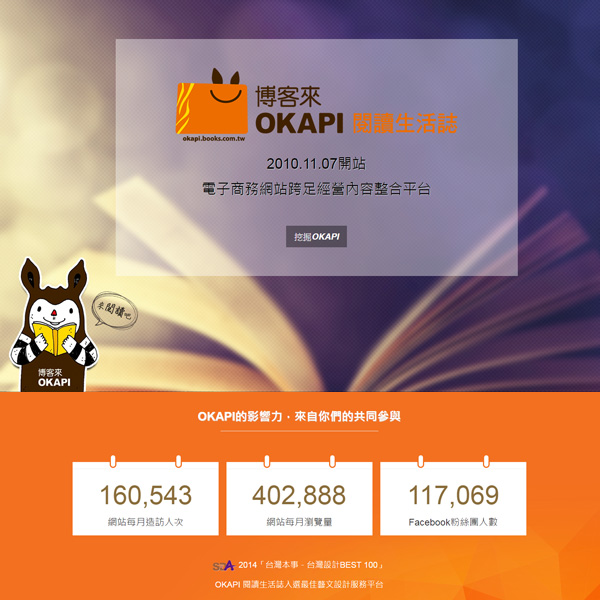 博客來
OKAPI 閱讀生活誌
okapi.books.com.tw
2010.11.07開站
電子商務網站跨足經營內容整合平台
挖掘OKAPI
來閱讀吧
博客來
OKAPI
OKAPI的影響力，來自你們的共同參與
160,543
網站每月造訪人次
402,888
網站每月瀏覽量
117,069
Facebook粉絲團人數
2014「台灣本事．台灣設計BEST 100」
OKAPI 閱讀生活誌入選最佳藝文設計服務平台